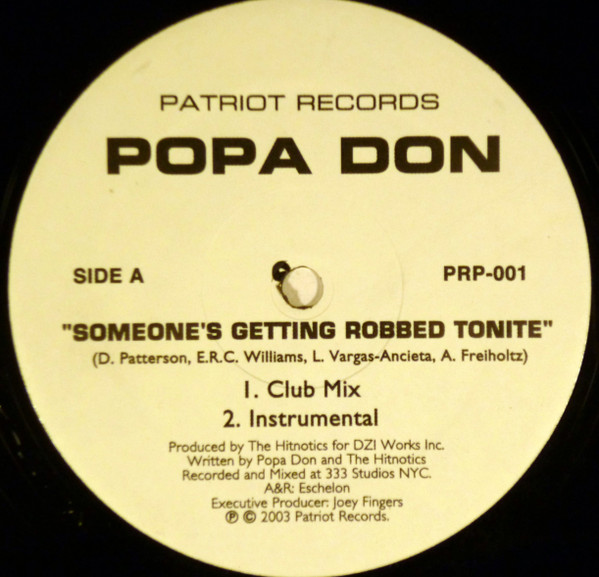 PATRIOT RECORDS
POPA DON
SIDE A PRP-001
"SOMEONE'S GETTING ROBBED TONITE"
(D. Patterson, E.R.C. Williams, L. Vargas-Ancieta, A. Freiholtz)
1. Club Mix
2. Instrumental
Produced by The Hitnotics for DZI Works Inc.
Written by Popa Don and The Hitnotics
Recorded and Mixed at 333 Studios NYC.
A&R: Eschelon
Executive Producer: Joey Fingers
℗ © 2003 Patriot Records.